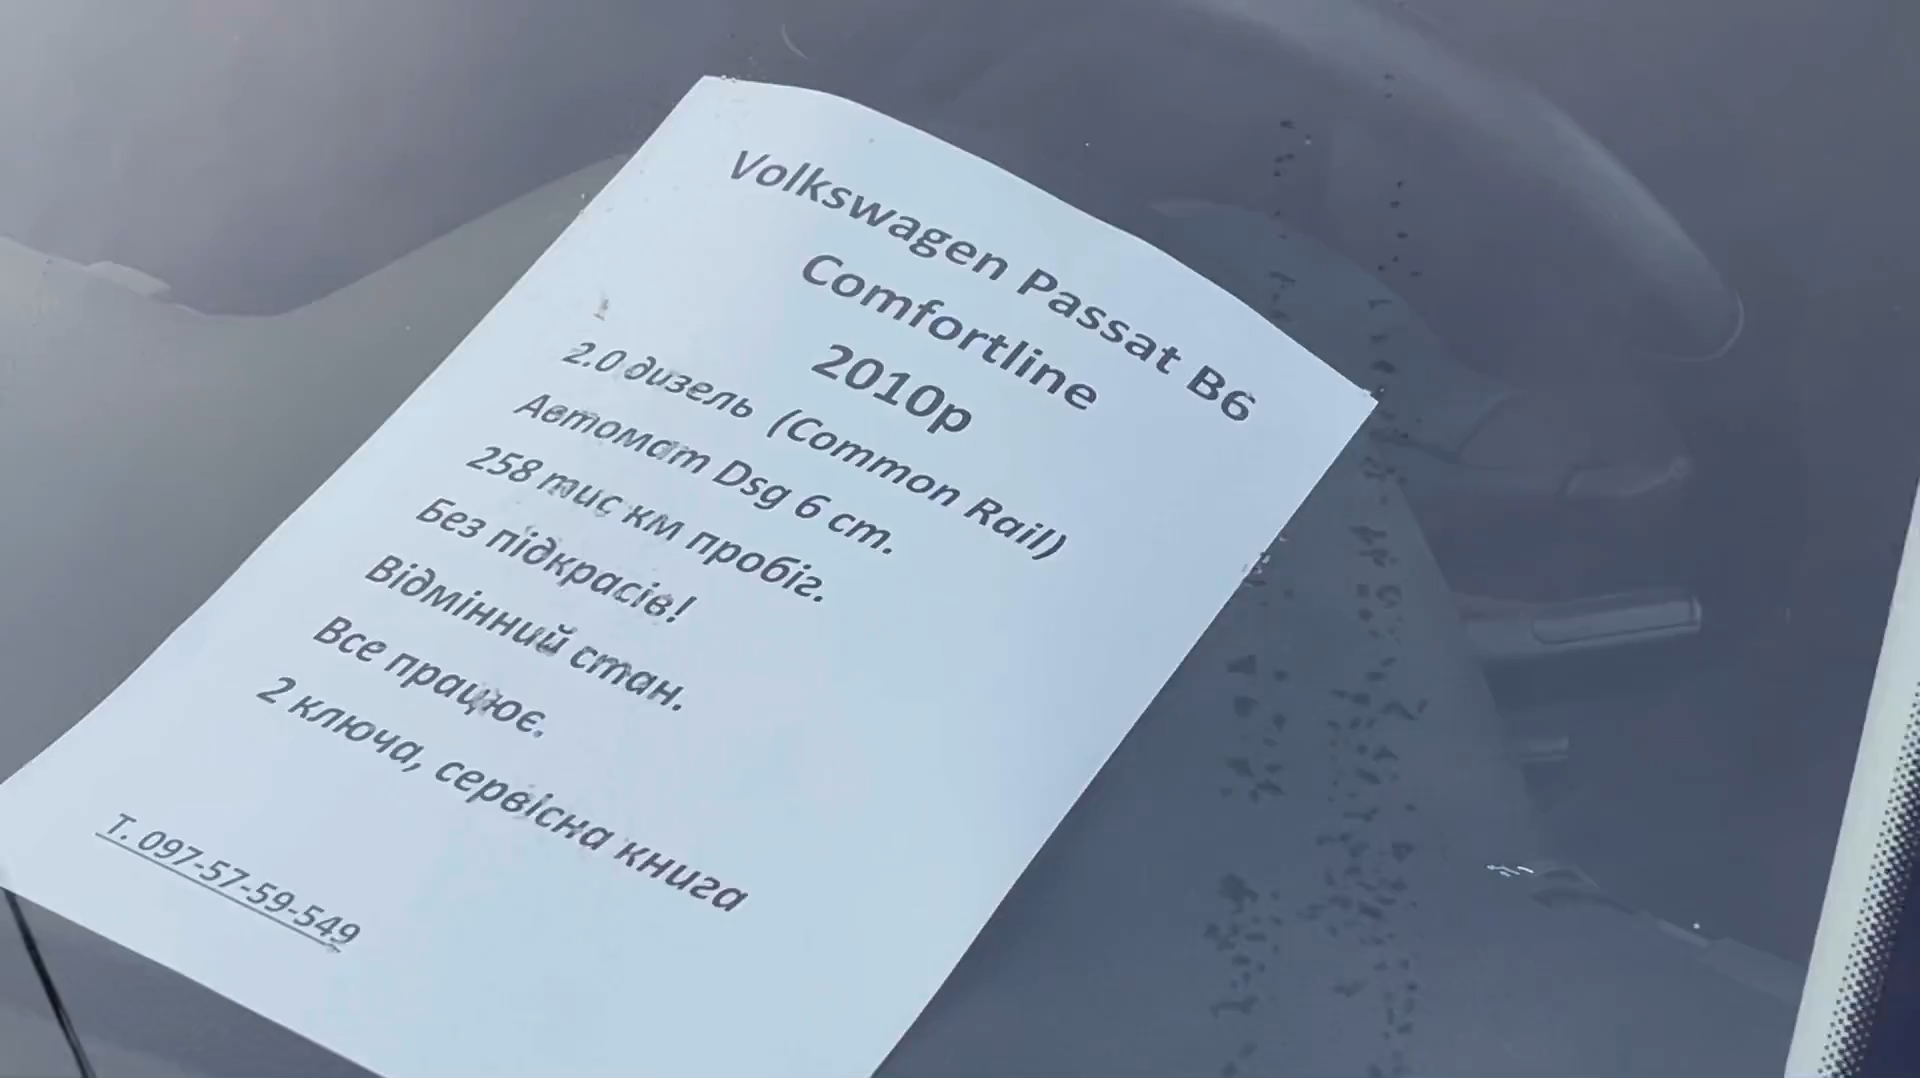 Volkswagen Passat B6
Comfortline
2010р
2.0 дизель (Common Rail)
Автомат Dsg 6 ст.
258 тис км пробіг.
Без підкрасів!
Відмінний стан.
Все працює.
2 ключа, сервісна книга
Т. 097-57-59-549